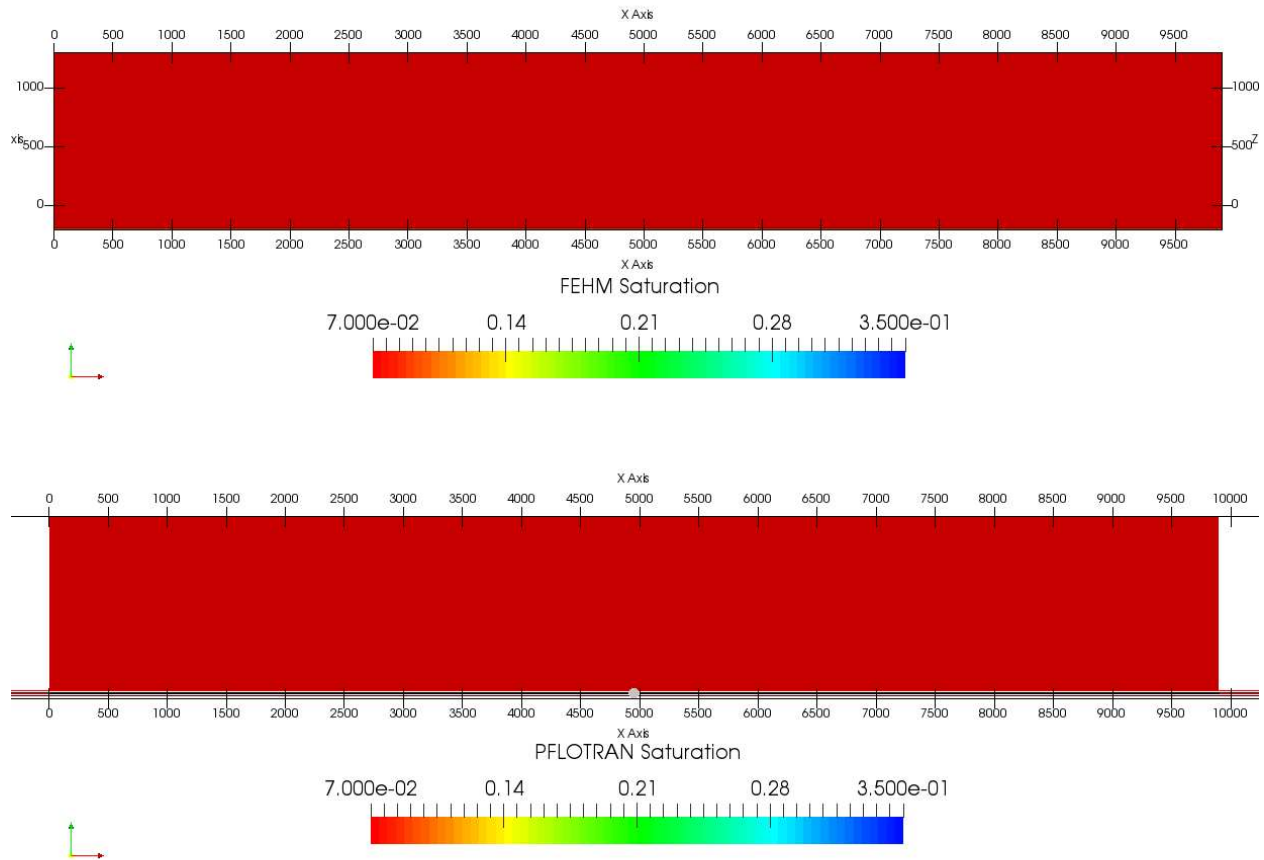 X Axis
0 500 1000 1500 2000 2500 3000 3500 4000 4500 5000 5500 6000 6500 7000 7500 8000 8500 9000 9500
1000 1000
xis 500 500 Z
0 0
0 500 1000 1500 2000 2500 3000 3500 4000 4500 5000 5500 6000 6500 7000 7500 8000 8500 9000 9500
X Axis
FEHM Saturation
7.000e-02 0.14 0.21 0.28 3.500e-01
X Axis
0 500 1000 1500 2000 2500 3000 3500 4000 4500 5000 5500 6000 6500 7000 7500 8000 8500 9000 9500 10000
0 500 1000 1500 2000 2500 3000 3500 4000 4500 5000 5500 6000 6500 7000 7500 8000 8500 9000 9500 10000
X Axis
PFLOTRAN Saturation
7.000e-02 0.14 0.21 0.28 3.500e-01